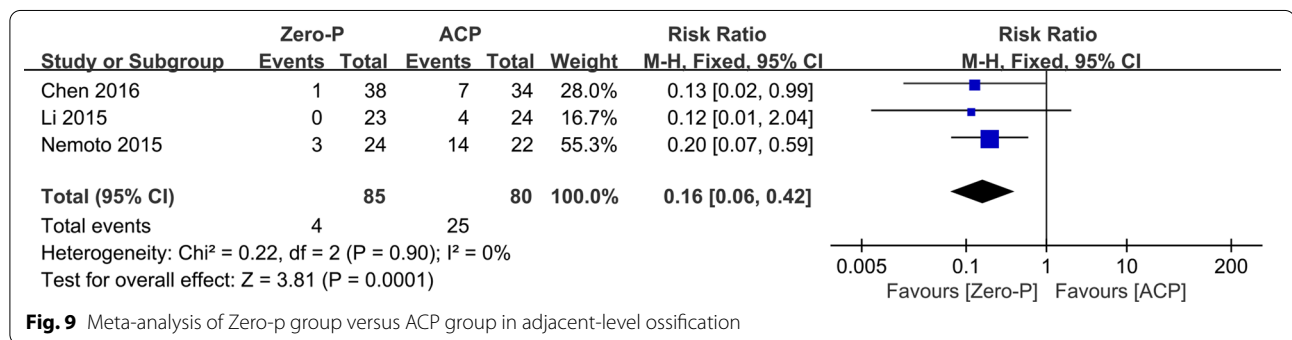 Zero-P ACP Risk Ratio Risk Ratio
Study or Subgroup Events Total Events Total Weight M-H, Fixed, 95% CI M-H, Fixed, 95% CI
Chen 2016 1 38 7 34 28.0% 0.13 [0.02, 0.99]
Li 2015 0 23 4 24 16.7% 0.12 [0.01, 2.04]
Nemoto 2015 3 24 14 22 55.3% 0.20 [0.07, 0.59]
Total (95% CI) 85 80 100.0% 0.16 [0.06, 0.42]
Total events 4 25
Heterogeneity: Chi² = 0.22, df = 2 (P = 0.90); I² = 0%
Test for overall effect: Z = 3.81 (P = 0.0001)
0.005 0.1 1 10 200
Favours [Zero-P] Favours [ACP]
Fig. 9 Meta-analysis of Zero-p group versus ACP group in adjacent-level ossification